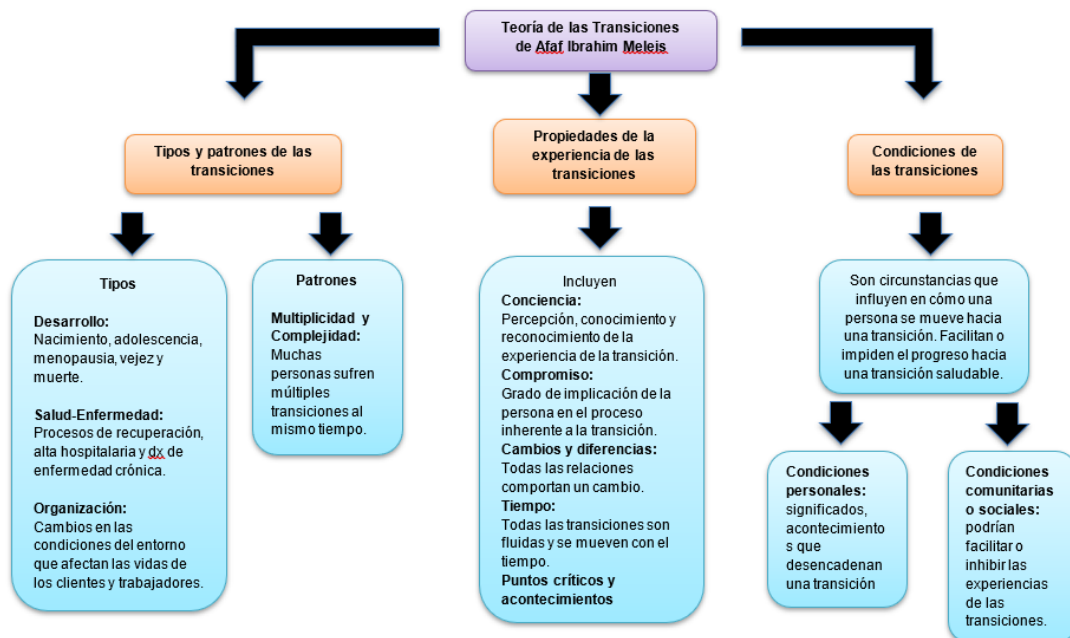 Teoría de las Transiciones
de Afaf Ibrahim Meleis
Tipos y patrones de las
transiciones
Propiedades de la
experiencia de las
transiciones
Condiciones de
las transiciones
Tipos
Desarrollo:
Nacimiento, adolescencia,
menopausia, vejez y
muerte.
Salud-Enfermedad:
Procesos de recuperación,
alta hospitalaria y dx de
enfermedad crónica.
Organización:
Cambios en las
condiciones del entorno
que afectan las vidas de
los clientes y trabajadores.
Patrones
Multiplicidad y
Complejidad:
Muchas
personas sufren
múltiples
transiciones al
mismo tiempo.
Incluyen
Conciencia:
Percepción, conocimiento y
reconocimiento de la
experiencia de la transición.
Compromiso:
Grado de implicación de la
persona en el proceso
inherente a la transición.
Cambios y diferencias:
Todas las relaciones
comportan un cambio.
Tiempo:
Todas las transiciones son
fluidas y se mueven con el
tiempo.
Puntos críticos y
acontecimientos
Son circunstancias que
influyen en cómo una
persona se mueve hacia
una transición. Facilitan o
impiden el progreso hacia
una transición saludable.
Condiciones
personales:
significados,
acontecimiento
s que
desencadenan
una transición
Condiciones
comunitarias
o sociales:
podrían
facilitar o
inhibir las
experiencias
de las
transiciones.